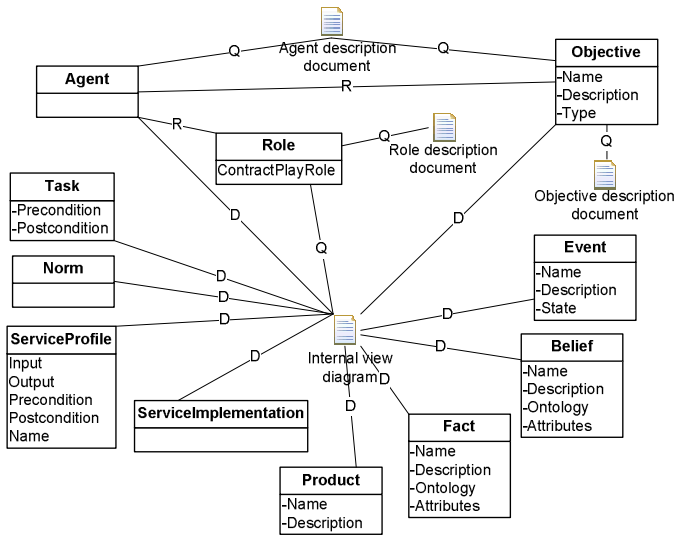 Agent description
document
Q
Q
Objective
-Name
-Description
-Type
Agent
R
R
Role
ContractPlayRole
Q
Role description
document
Q
Objective description
document
Task
-Precondition
-Postcondition
D
D
Q
Norm
D
D
Event
-Name
-Description
-State
D
ServiceProfile
Input
Output
Precondition
Postcondition
Name
D
D
Internal view
diagram
D
D
D
Belief
-Name
-Description
-Ontology
-Attributes
ServiceImplementation
Fact
-Name
-Description
-Ontology
-Attributes
Product
-Name
-Description